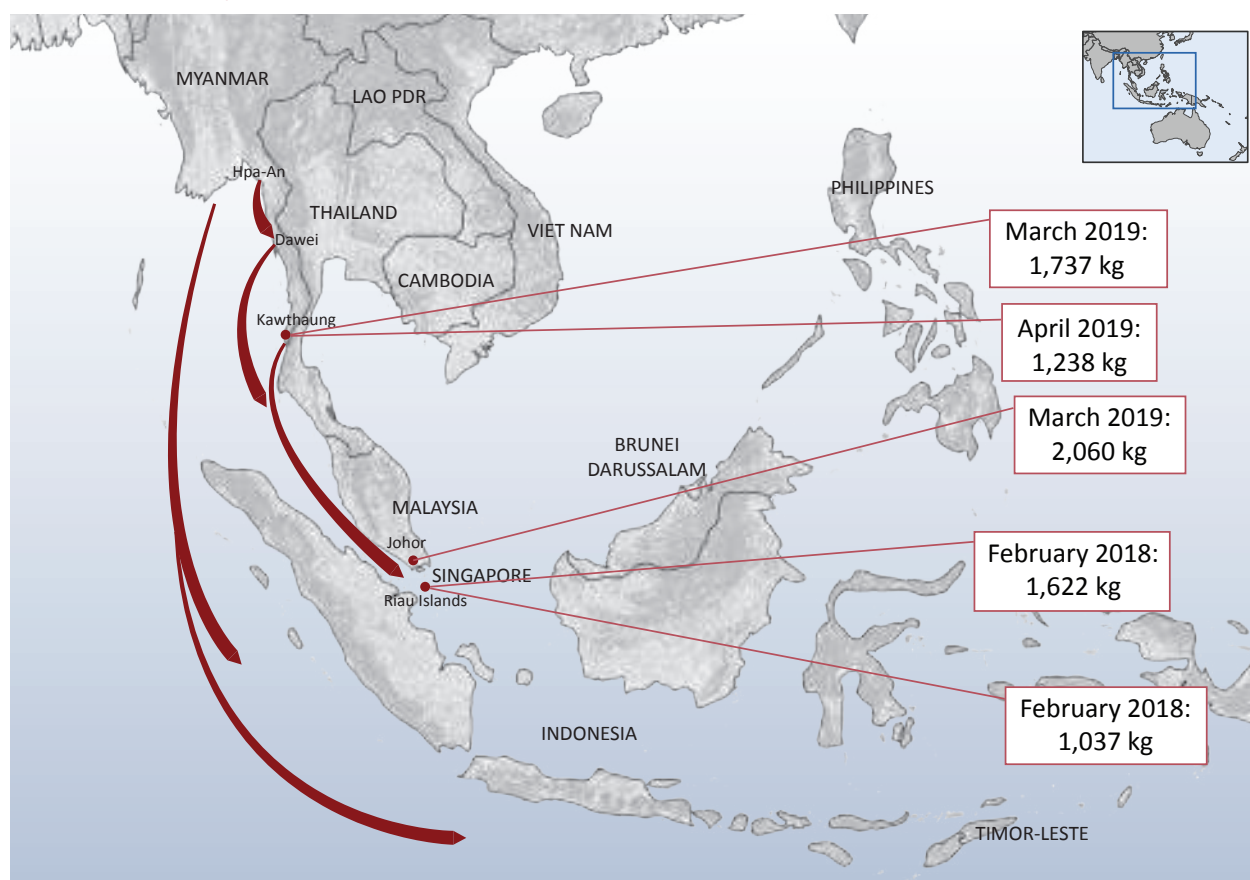 MYANMAR
LAO PDR
Hpa-An
PHILIPPINES
THAILAND
VIET NAM
Dawei
March 2019:
1,737 kg
CAMBODIA
Kawthaung
April 2019:
1,238 kg
March 2019:
2,060 kg
BRUNEI
DARUSSALAM
MALAYSIA
Johor
SINGAPORE
Riau Islands
February 2018:
1,622 kg
February 2018:
1,037 kg
INDONESIA
TIMOR-LESTE